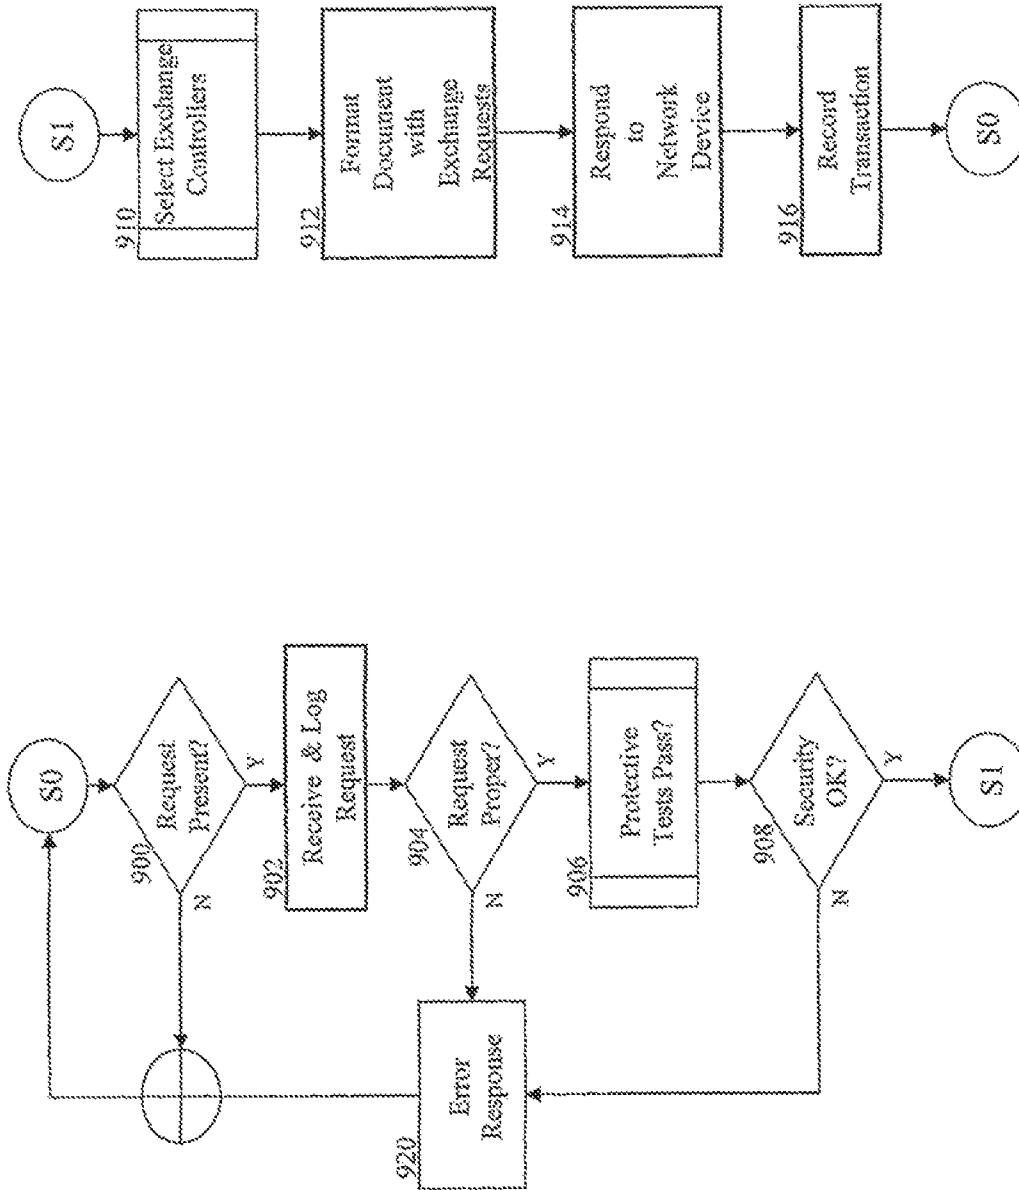 S0
900
Request
Present?
Y
N
902
Receive & Log
Request
904
Request
Proper?
Y
N
906
Protective
Tests Pass?
908
Security
OK?
Y
N
S1
920
Error
Response
S1
910
Select Exchange
Controllers
912
Format
Document
with
Exchange
Requests
914
Respond
to
Network
Device
916
Record
Transaction
S0